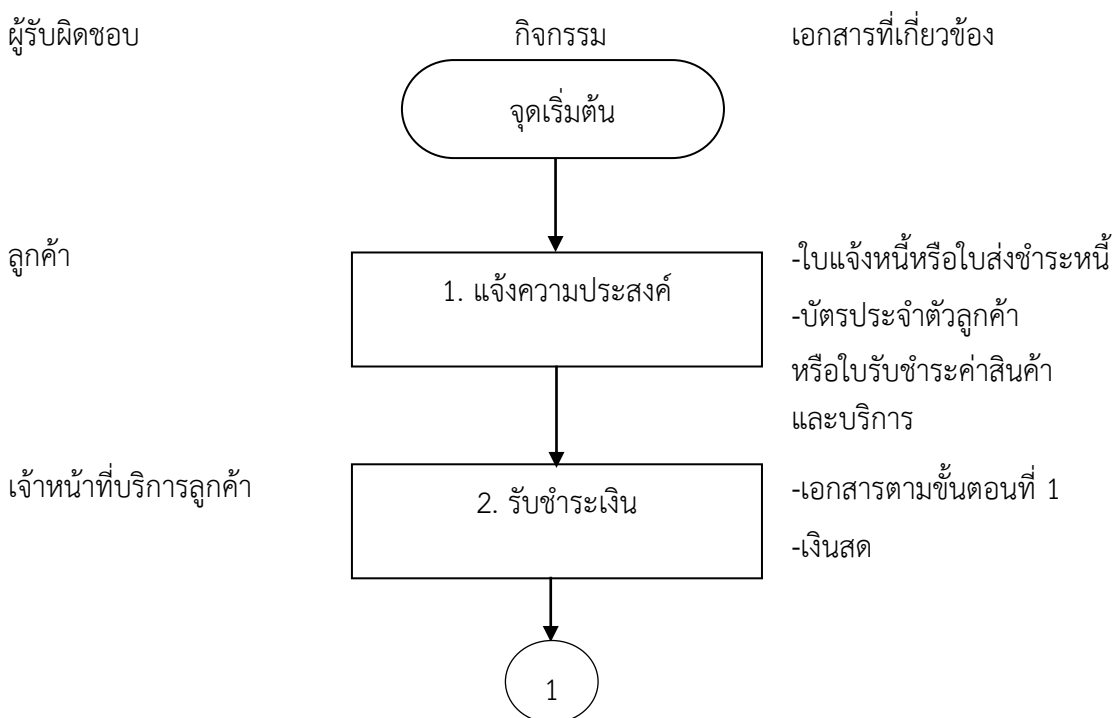 ผู้รับผิดชอบ กิจกรรม เอกสารที่เกี่ยวข้อง
จุดเริ่มต้น
ลูกค้า
1. แจ้งความประสงค์
-ใบแจ้งหนี้หรือใบส่งชำระหนี้
-บัตรประจำตัวลูกค้า
หรือใบรับชำระค่าสินค้า
และบริการ
เจ้าหน้าที่บริการลูกค้า
2. รับชำระเงิน
-เอกสารตามขั้นตอนที่ 1
-เงินสด
1